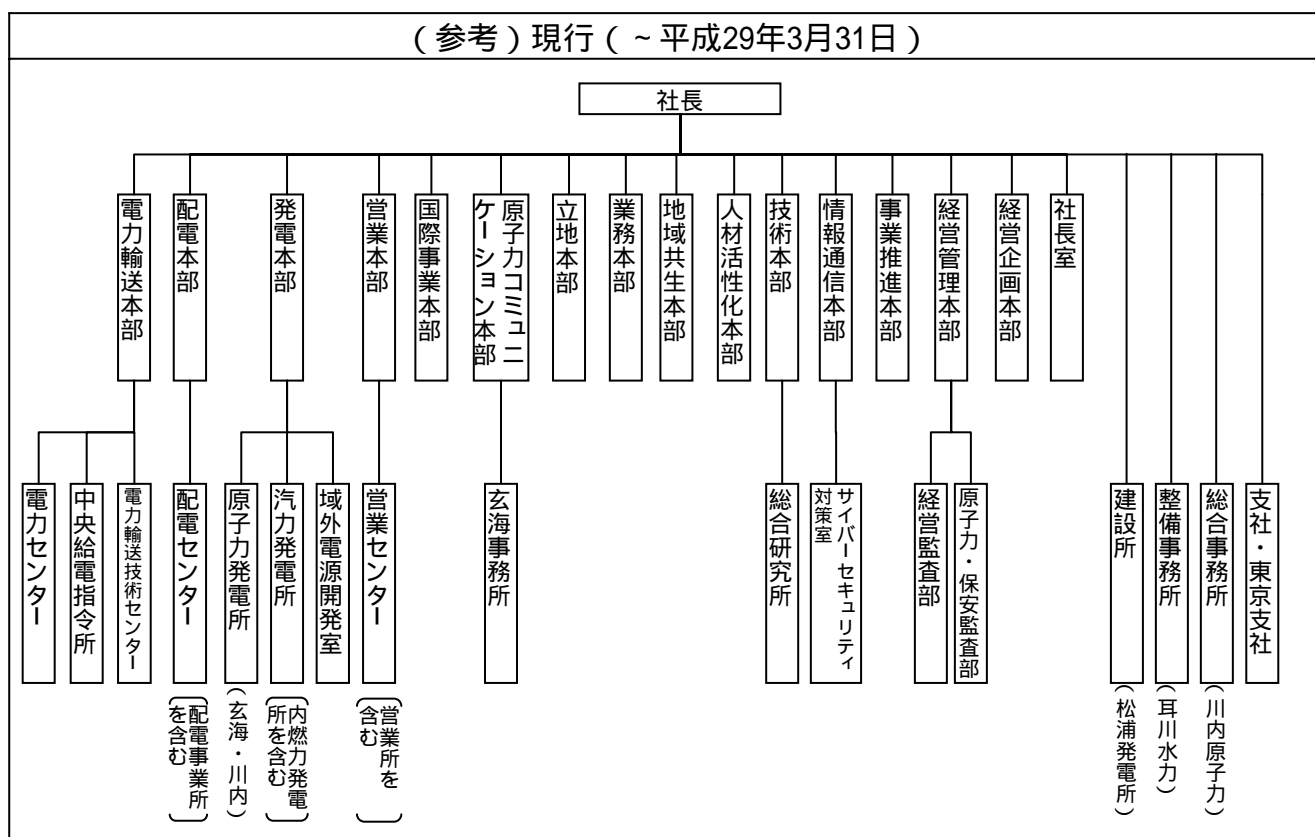 （参考）現行（～平成29年3月31日）
社長
社長室
経営企画本部
経営管理本部
事業推進本部
情報通信本部
技術本部
人材活性化本部
地域共生本部
業務本部
立地本部
原子力コミュニ
ケーション本部
国際事業本部
営業本部
発電本部
配電本部
電力輸送本部
支社・東京支社
総合事務所
（川内原子力）
整備事務所
（耳川水力）
建設所
（松浦発電所）
原子力・保安監査部
経営監査部
サイバーセキュリティ
対策室
総合研究所
玄海事務所
営業センター
（営業所を
含む）
域外電源開発室
汽力発電所
（内燃力発電
所を含む）
原子力発電所
（玄海・川内）
配電センター
（配電事業所
を含む）
電力輸送技術センター
中央給電指令所
電力センター